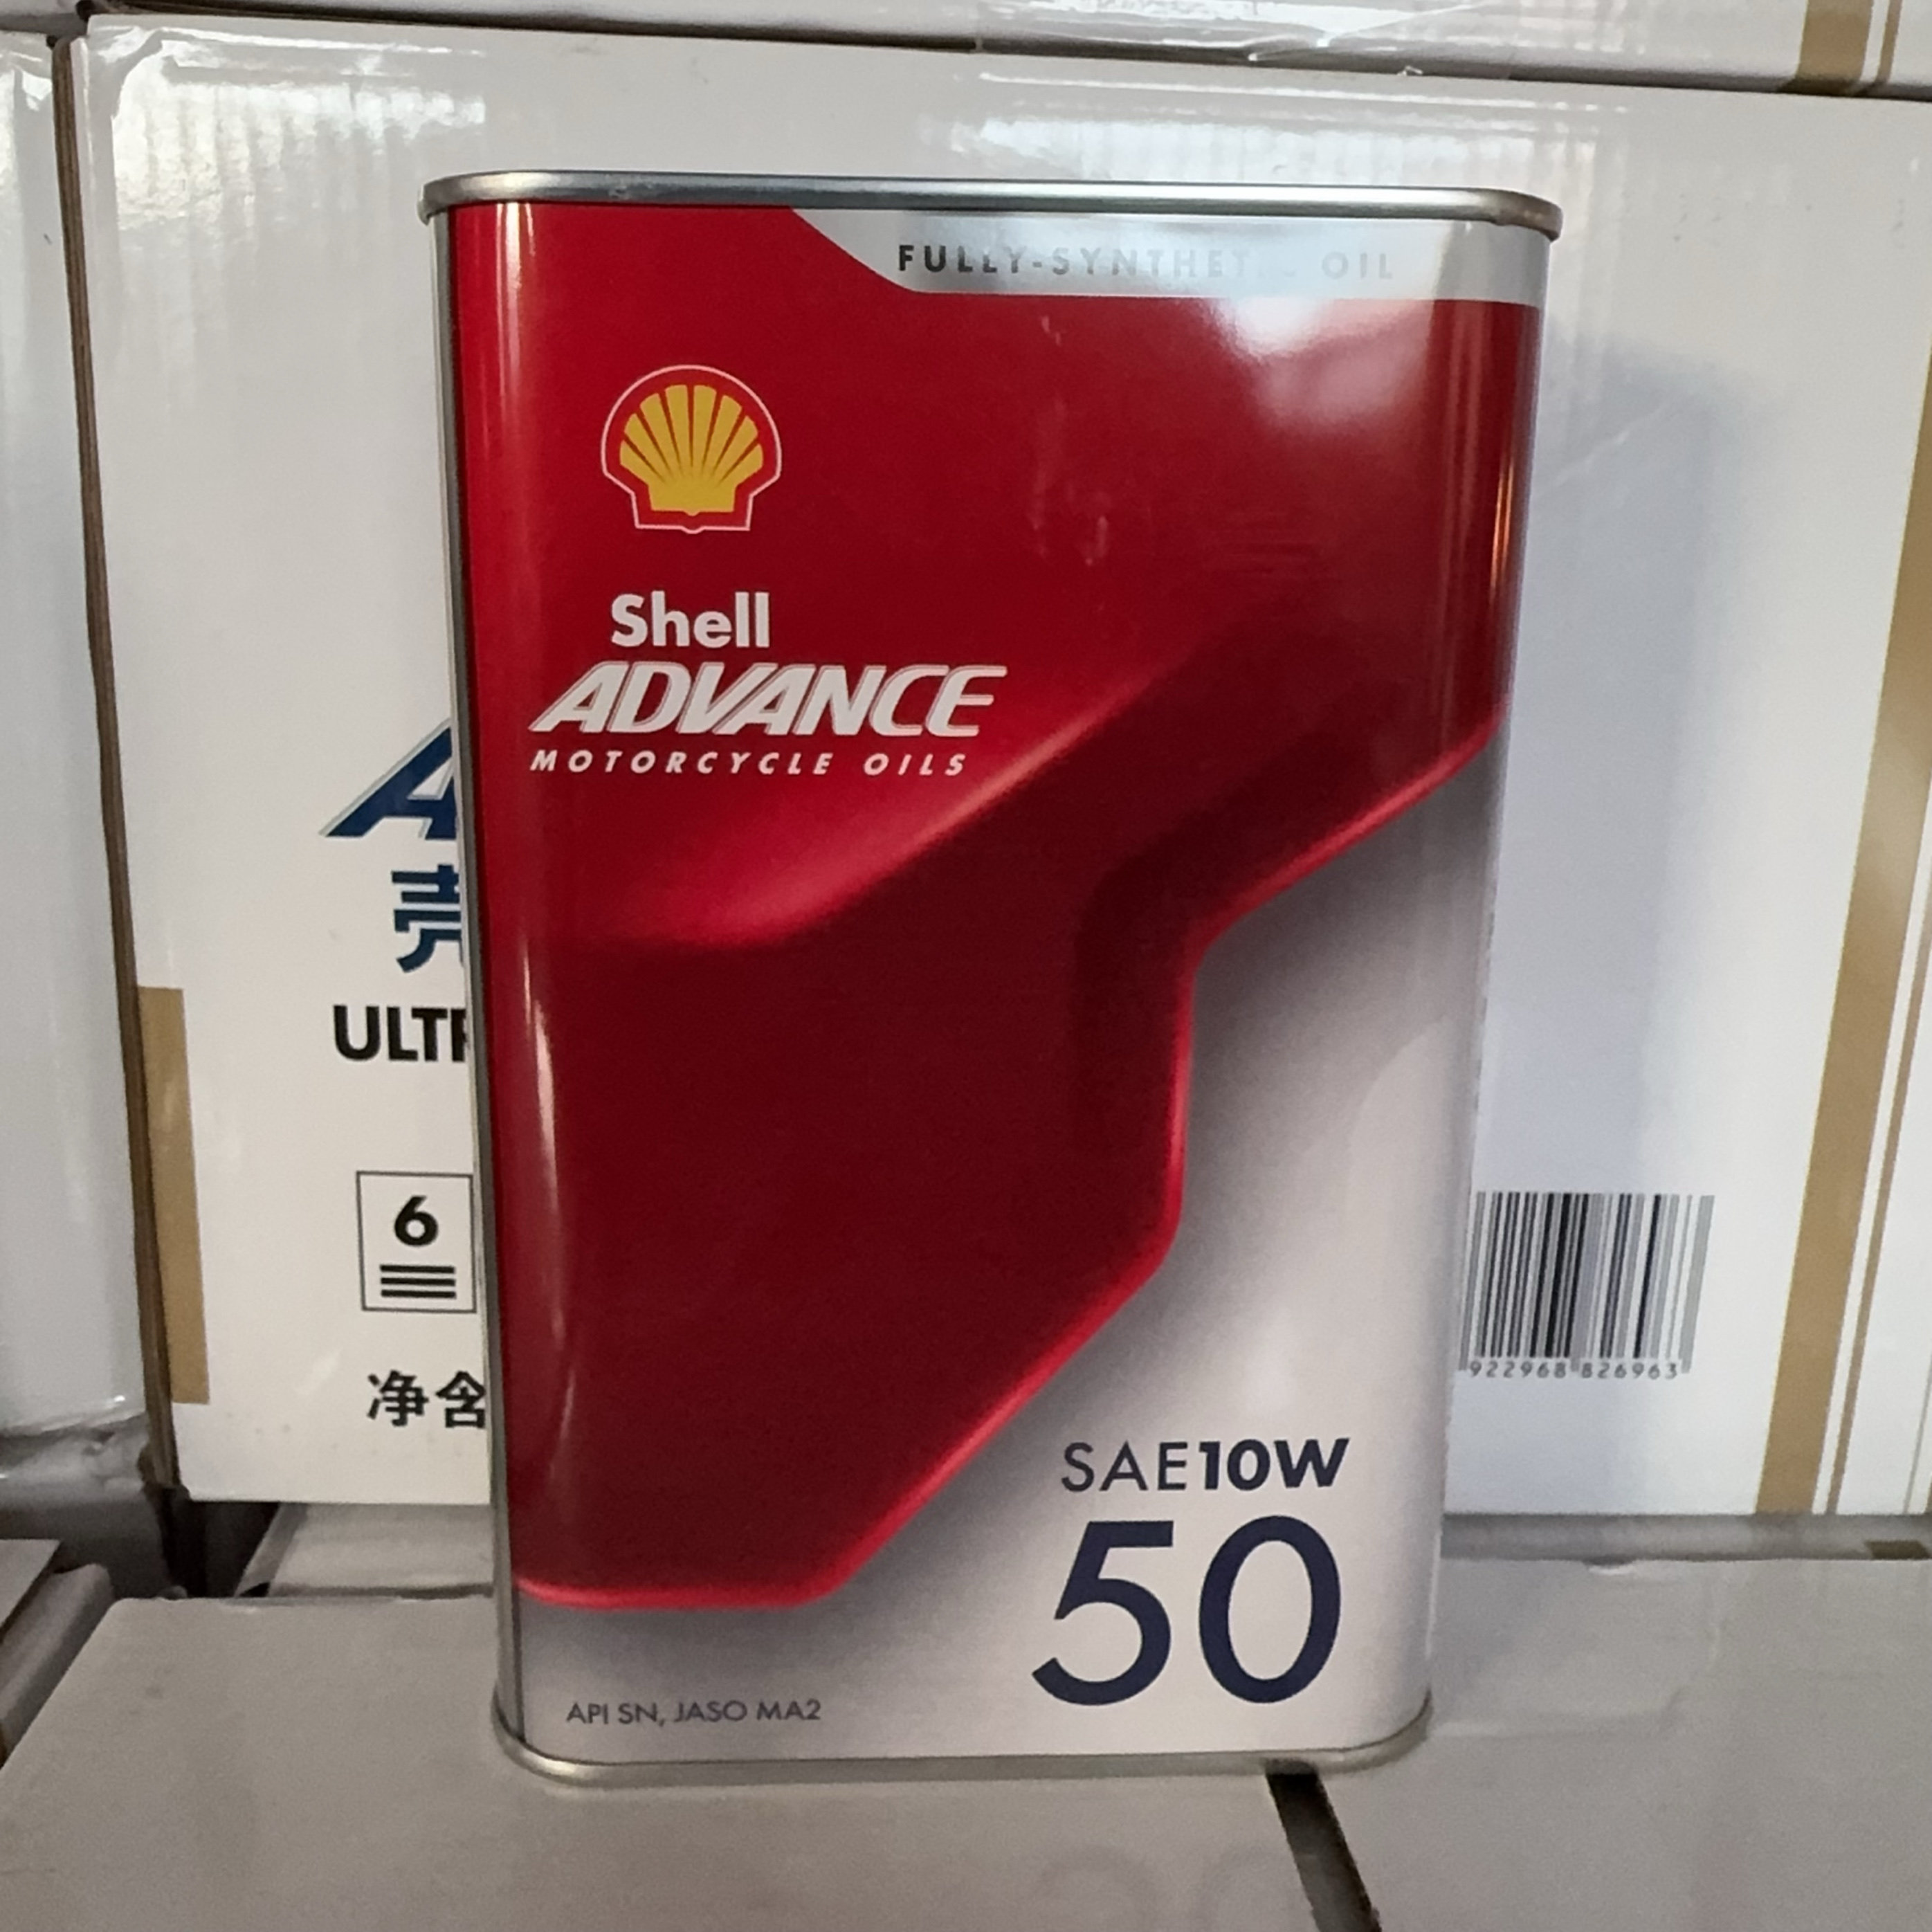 FULLY-SYNTHETIC OIL
Shell
ADVANCE
MOTORCYCLE OILS
SAE10W
50
API SN, JASO MA2
A
壳
ULTR
6
净含
922968 826963